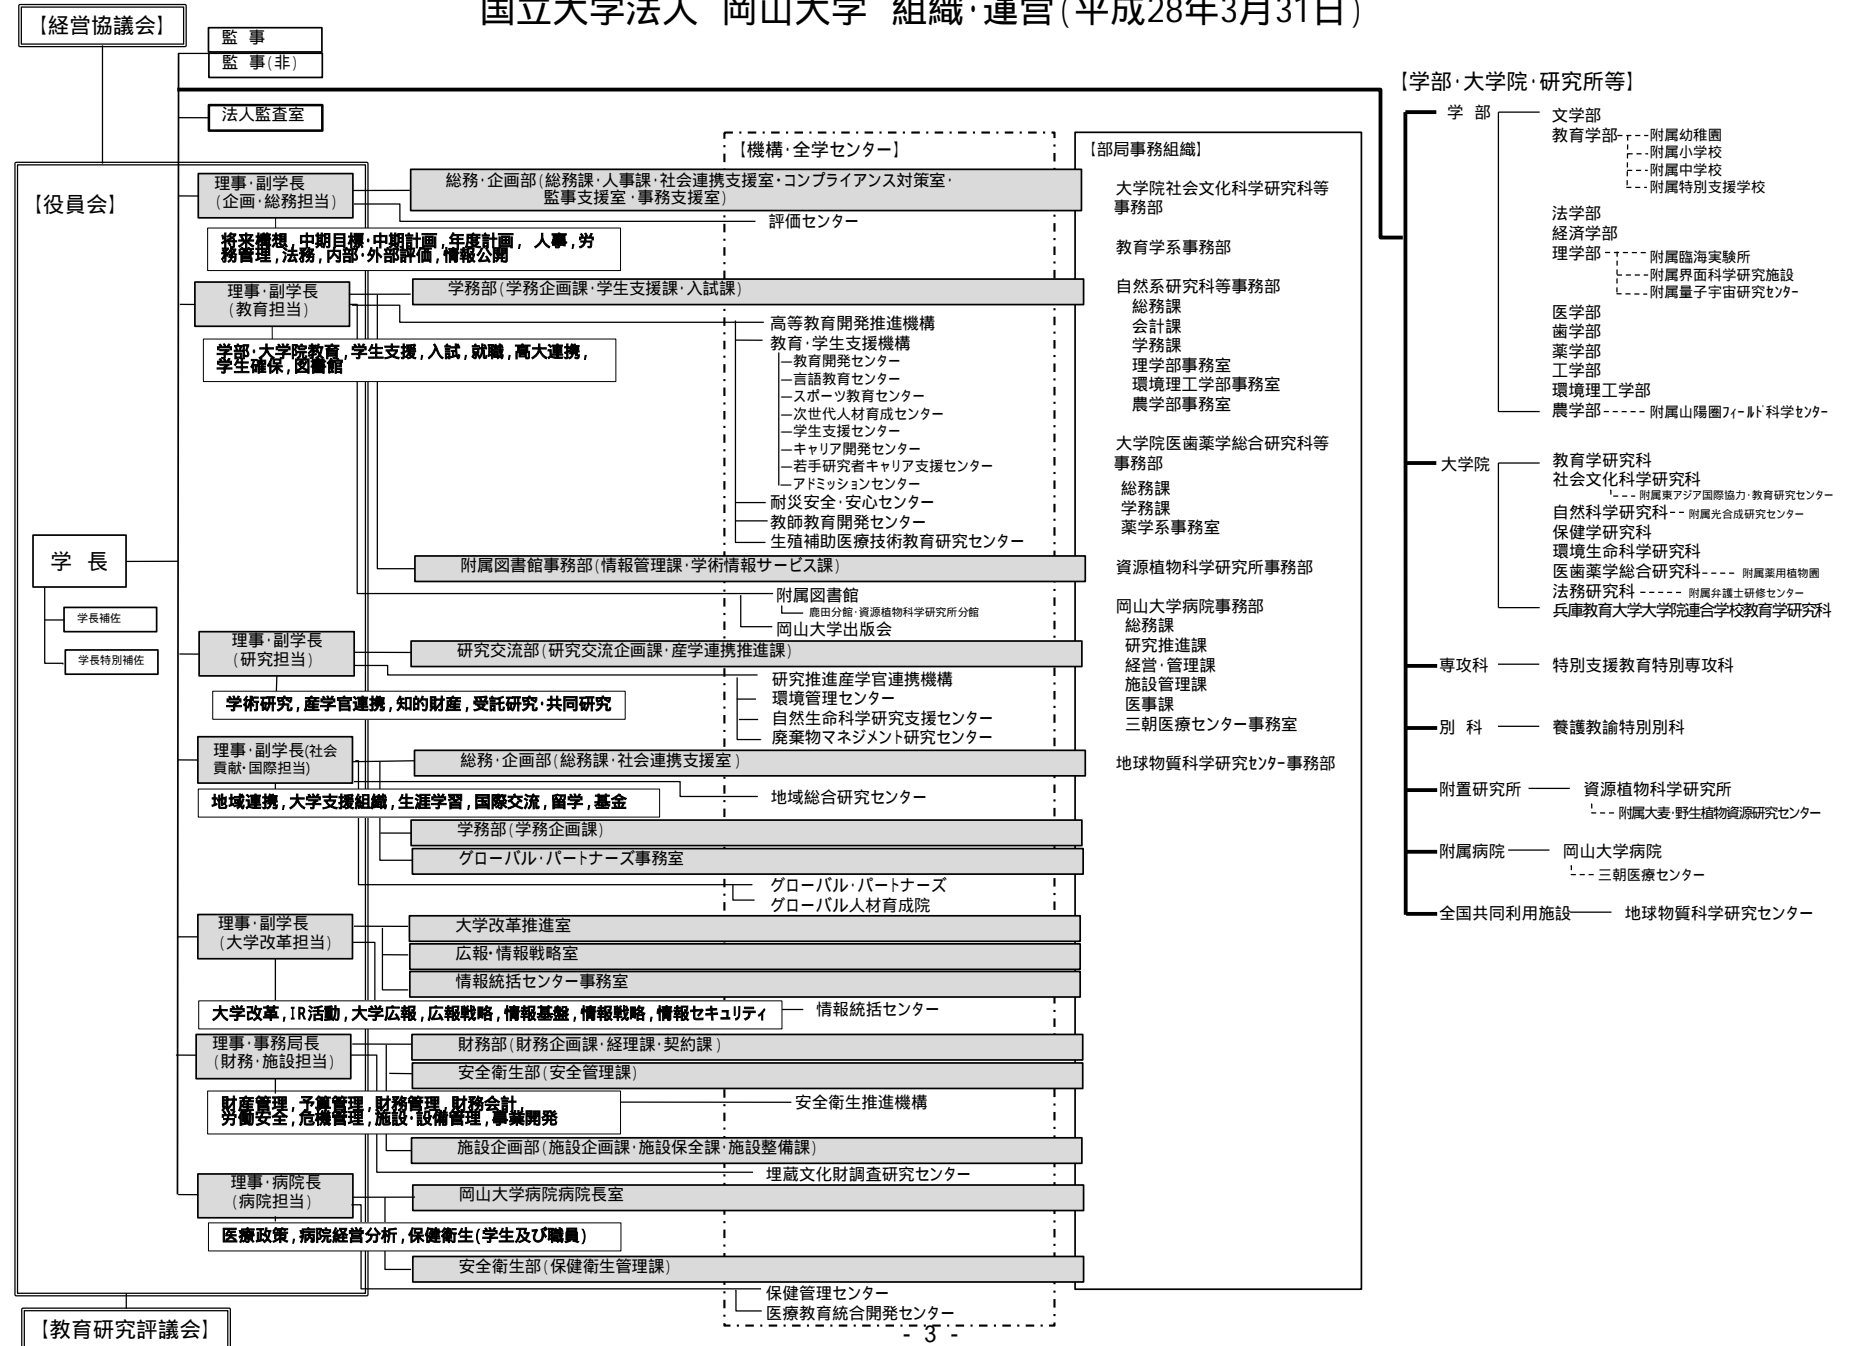 国立大学法人 岡山大学 組織・運営(平成28年3月31日)
【経営協議会】
監 事
監 事(非)
法人監査室
【役員会】
学 長
学長補佐
学長特別補佐
【教育研究評議会】
理事・副学長
(企画・総務担当)
将来構想,中期目標・中期計画,年度計画, 人事,労
務管理,法務,内部・外部評価,情報公開
総務・企画部(総務課・人事課・社会連携支援室・コンプライアンス対策室・
監事支援室・事務支援室)
理事・副学長
(教育担当)
学部・大学院教育,学生支援,入試,就職,高大連携,
学生確保,図書館
学務部(学務企画課・学生支援課・入試課)
附属図書館事務部(情報管理課・学術情報サービス課)
理事・副学長
(研究担当)
学術研究,産学官連携,知的財産,受託研究・共同研究
研究交流部(研究交流企画課・産学連携推進課)
理事・副学長(社会
貢献・国際担当)
地域連携,大学支援組織,生涯学習,国際交流,留学,基金
総務・企画部(総務課・社会連携支援室)
学務部(学務企画課)
グローバル・パートナーズ事務室
理事・副学長
(大学改革担当)
大学改革,IR活動,大学広報,広報戦略,情報基盤,情報戦略,情報セキュリティ
大学改革推進室
広報・情報戦略室
情報統括センター事務室
理事・事務局長
(財務・施設担当)
財産管理,予算管理,財務管理,財務会計,
労働安全,危機管理,施設・設備管理,事業開発
財務部(財務企画課・経理課・契約課)
安全衛生部(安全管理課)
施設企画部(施設企画課・施設保全課・施設整備課)
理事・病院長
(病院担当)
医療政策,病院経営分析,保健衛生(学生及び職員)
岡山大学病院病院長室
安全衛生部(保健衛生管理課)
【機構・全学センター】
評価センター
高等教育開発推進機構
教育・学生支援機構
教育開発センター
言語教育センター
スポーツ教育センター
次世代人材育成センター
学生支援センター
キャリア開発センター
若手研究者キャリア支援センター
アドミッションセンター
耐災安全・安心センター
教師教育開発センター
生殖補助医療技術教育研究センター
附属図書館
鹿田分館・資源植物科学研究所分館
岡山大学出版会
研究推進産学官連携機構
環境管理センター
自然生命科学研究支援センター
廃棄物マネジメント研究センター
地域総合研究センター
グローバル・パートナーズ
グローバル人材育成院
情報統括センター
安全衛生推進機構
埋蔵文化財調査研究センター
保健管理センター
医療教育統合開発センター
【部局事務組織】
大学院社会文化科学研究科等
事務部
教育学系事務部
自然系研究科等事務部
総務課
会計課
学務課
理学部事務室
環境理工学部事務室
農学部事務室
大学院医歯薬学総合研究科等
事務部
総務課
学務課
薬学系事務室
資源植物科学研究所事務部
岡山大学病院事務部
総務課
研究推進課
経営・管理課
施設管理課
医事課
三朝医療センター事務室
地球物質科学研究センター事務部
【学部・大学院・研究所等】
学 部
文学部
教育学部
附属幼稚園
附属小学校
附属中学校
附属特別支援学校
法学部
経済学部
理学部
附属臨海実験所
附属界面科学研究施設
附属量子宇宙研究センター
医学部
歯学部
薬学部
工学部
環境理工学部
農学部 附属山陽圏フィールド科学センター
大学院
教育学研究科
社会文化科学研究科
附属東アジア国際協力・教育研究センター
自然科学研究科 附属光合成研究センター
保健学研究科
環境生命科学研究科
医歯薬学総合研究科 附属薬用植物園
法務研究科 附属弁護士研修センター
兵庫教育大学大学院連合学校教育学研究科
専攻科 特別支援教育特別専攻科
別 科 養護教諭特別別科
附置研究所 資源植物科学研究所
附属大麦・野生植物資源研究センター
附属病院 岡山大学病院
三朝医療センター
全国共同利用施設 地球物質科学研究センター
- 3 -